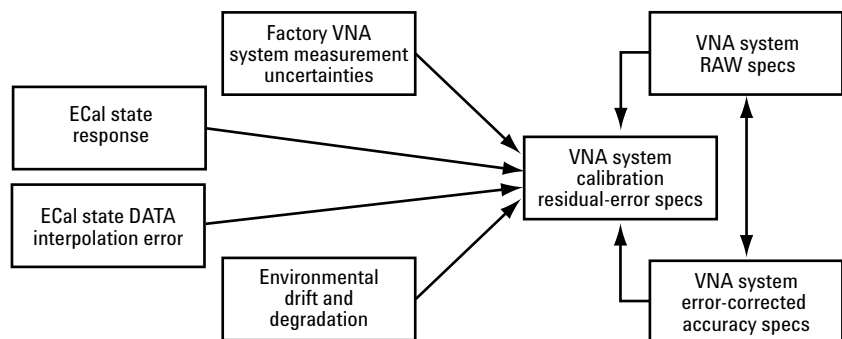 Factory VNA
system measurement
uncertainties
ECal state
response
ECal state DATA
interpolation error
Environmental
drift and
degradation
VNA system
calibration
residual-error specs
VNA system
RAW specs
VNA system
error-corrected
accuracy specs